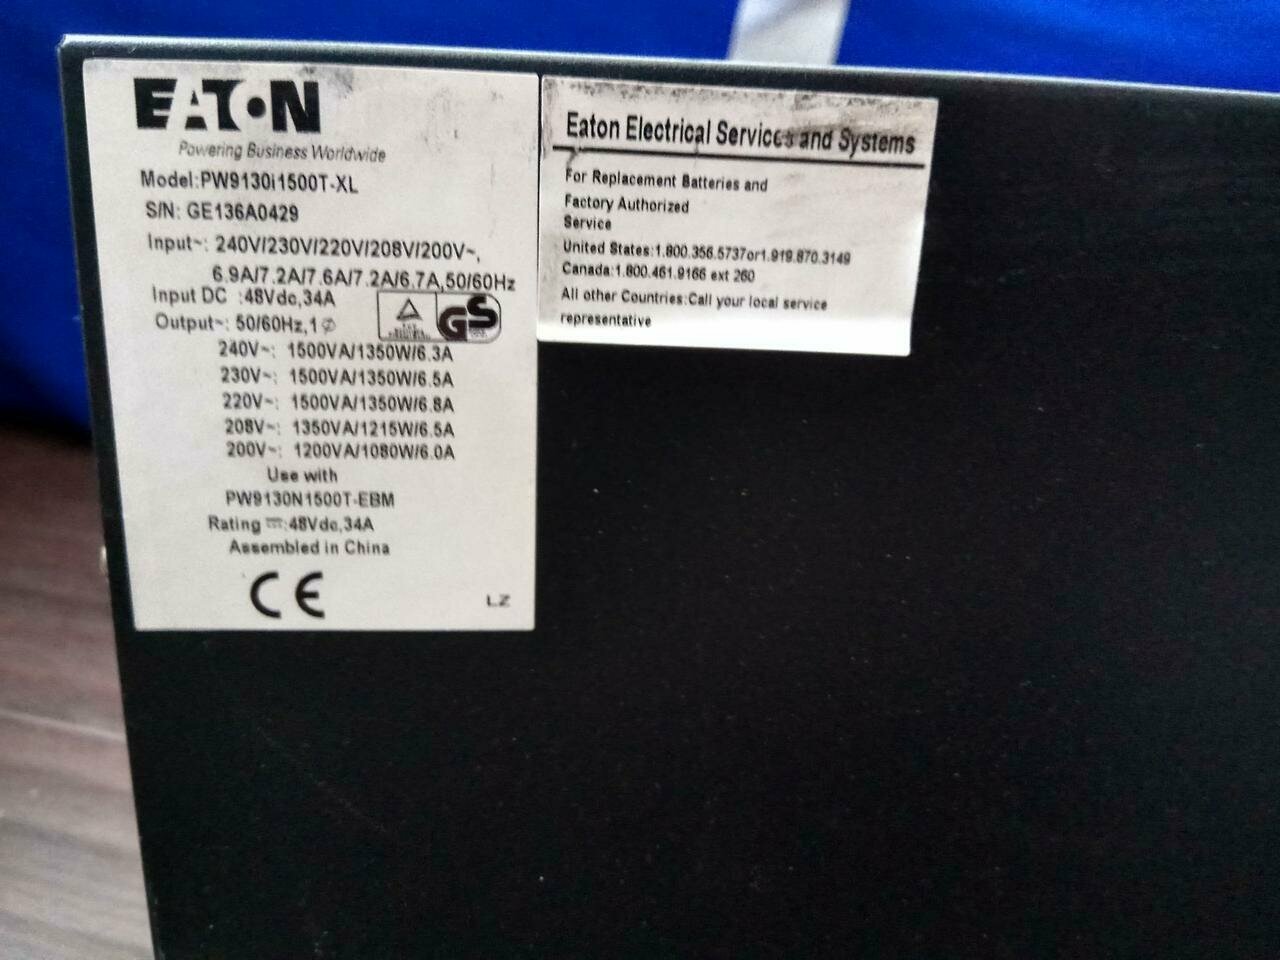 EATON
Powering Business Worldwide
Model:PW9130i1500T-XL
S/N: GE136A0429
Input~: 240V/230V/220V/208V/200V~,
6.9A/7.2A/7.6A/7.2A/6.7A,50/60Hz
Input DC :48Vdc,34A
Output~: 50/60Hz,1ø
GS
240V~: 1500VA/1350W/6.3A
230V~: 1500VA/1350W/6.5A
220V~: 1500VA/1350W/6.8A
208V~: 1350VA/1215W/6.5A
200V~: 1200VA/1080W/6.0A
Use with
PW9130N1500T-EBM
Rating ⎓:48Vdc,34A
Assembled in China
CE
LZ
Eaton Electrical Services and Systems
For Replacement Batteries and
Factory Authorized
Service
United States:1.800.356.5737or1.919.870.3149
Canada:1.800.461.9166 ext 260
All other Countries:Call your local service
representative